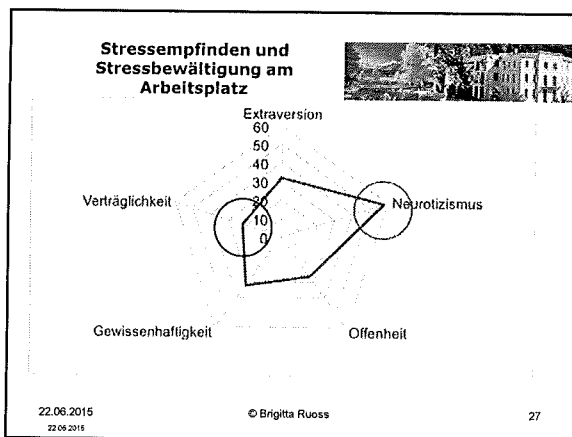 Stressempfinden und
Stressbewältigung am
Arbeitsplatz
Extraversion
60
50
40
30
20
10
0
Verträglichkeit
Neurotizismus
Gewissenhaftigkeit
Offenheit
22.06.2015
© Brigitta Ruoss
27
22.06.2015